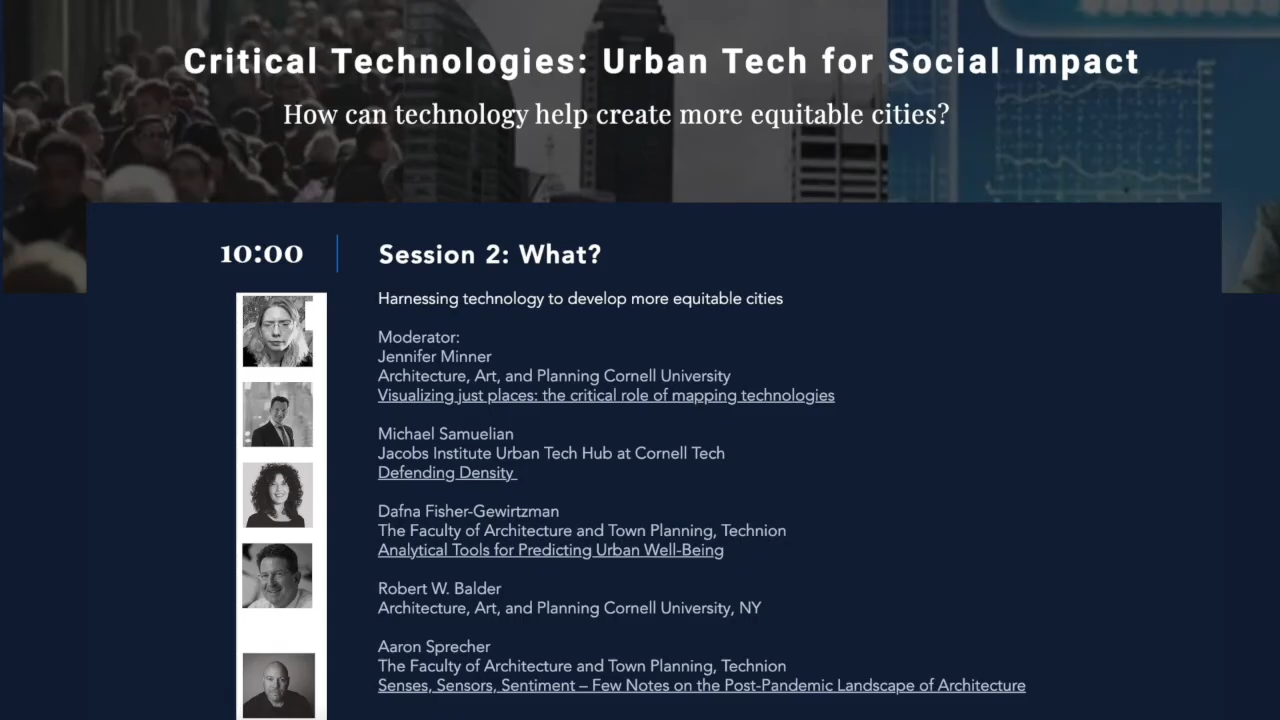 Critical Technologies: Urban Tech for Social Impact
How can technology help create more equitable cities?
10:00
Session 2: What?
Harnessing technology to develop more equitable cities
Moderator:
Jennifer Minner
Architecture, Art, and Planning Cornell University
Visualizing just places: the critical role of mapping technologies
Michael Samuelian
Jacobs Institute Urban Tech Hub at Cornell Tech
Defending Density
Dafna Fisher-Gewirtzman
The Faculty of Architecture and Town Planning, Technion
Analytical Tools for Predicting Urban Well-Being
Robert W. Balder
Architecture, Art, and Planning Cornell University, NY
Aaron Sprecher
The Faculty of Architecture and Town Planning, Technion
Senses, Sensors, Sentiment – Few Notes on the Post-Pandemic Landscape of Architecture